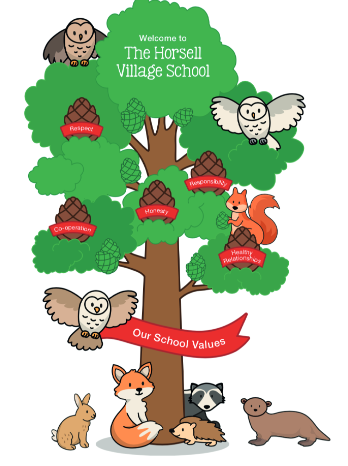 Welcome to
The Horsell
Village School
Respect
Responsibility
Honesty
Co-operation
Healthy
Relationships
Our School Values